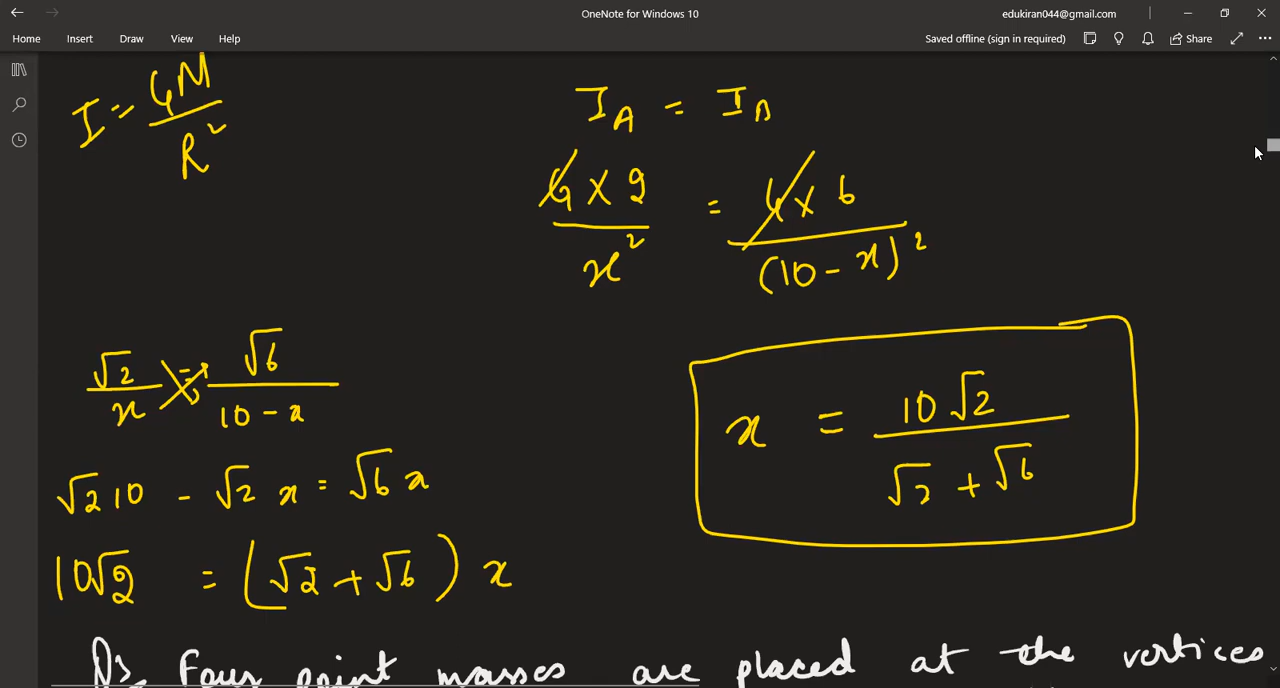 OneNote for Windows 10
edukiran044@gmail.com
Home Insert Draw View Help
Saved offline (sign in required)
Share
I = GM / R²
I_A = I_B
G × 2 / x² = G × 6 / (10 - x)²
√2 / x = √6 / 10 - x
x = 10√2 / √2 + √6
√2 10 - √2 x = √6 x
10√2 = (√2 + √6) x
Four point masses are placed at the vertices